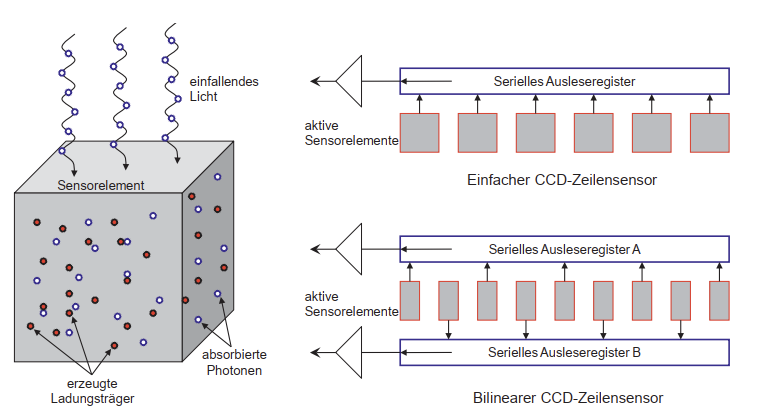 einfallendes
Licht
Sensorelement
absorbierte
Photonen
erzeugte
Ladungsträger
Serielles Ausleseregister
aktive
Sensorelemente
Einfacher CCD-Zeilensensor
Serielles Ausleseregister A
aktive
Sensorelemente
Serielles Ausleseregister B
Bilinearer CCD-Zeilensensor